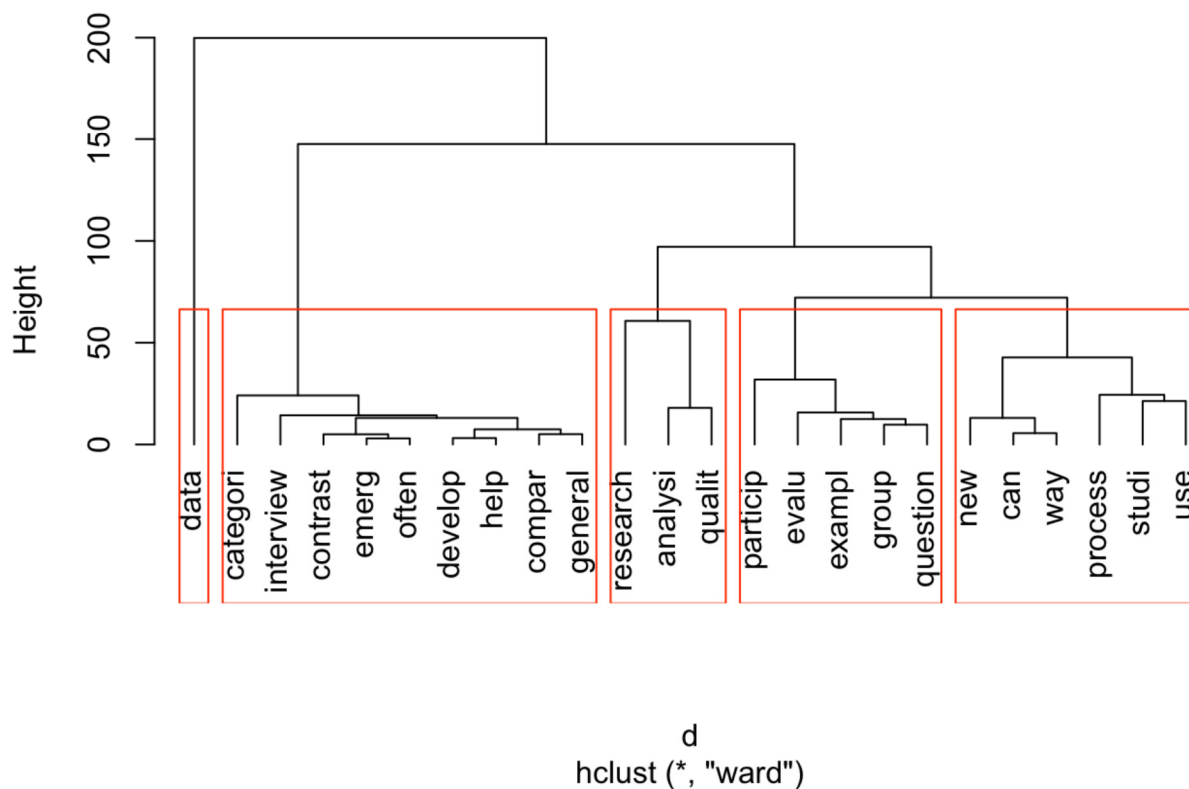 Height
200
150
100
50
0
data
categori
interview
contrast
emerg
often
develop
help
compar
general
research
analysi
qualit
particip
evalu
exampl
group
question
new
can
way
process
studi
use
d
hclust (*, "ward")